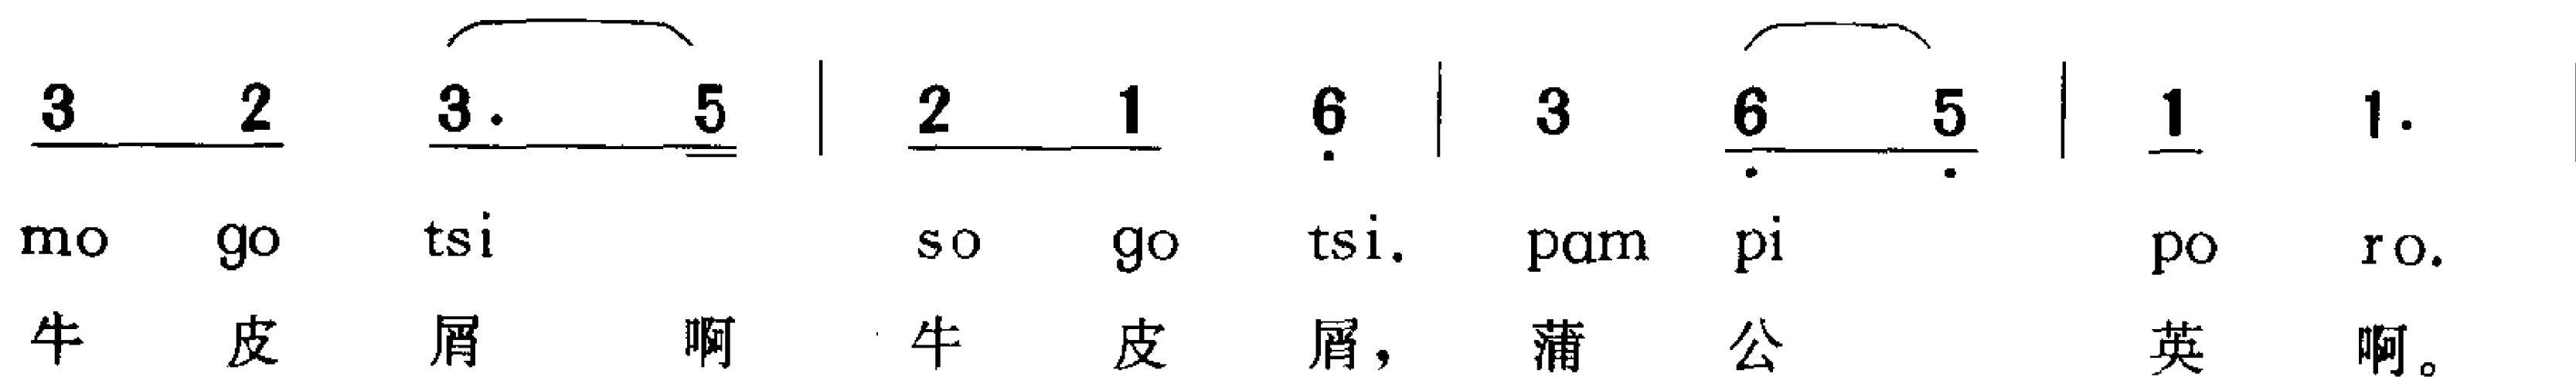 3 2 3. 5 | 2 1 6 | 3 6 5 | 1 1. |
mo go tsi so go tsi. pam pi po ro.
牛 皮 屑 啊 牛 皮 屑， 蒲 公 英 啊。